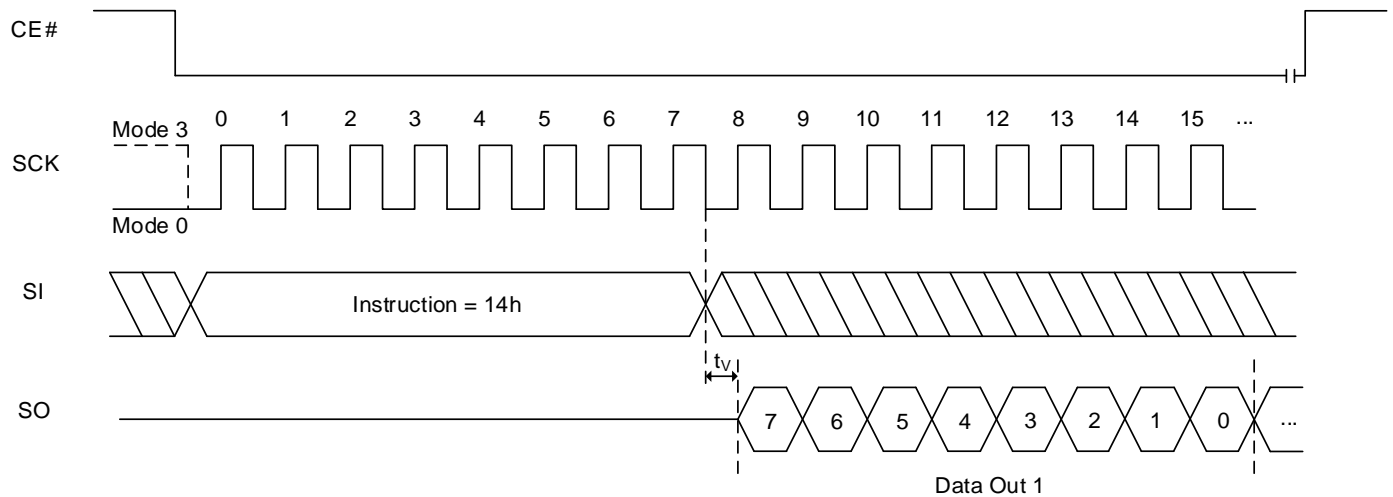 CE#
Mode 3
0 1 2 3 4 5 6 7 8 9 10 11 12 13 14 15 ...
SCK
Mode 0
SI
Instruction = 14h
tV
SO
7 6 5 4 3 2 1 0 ...
Data Out 1